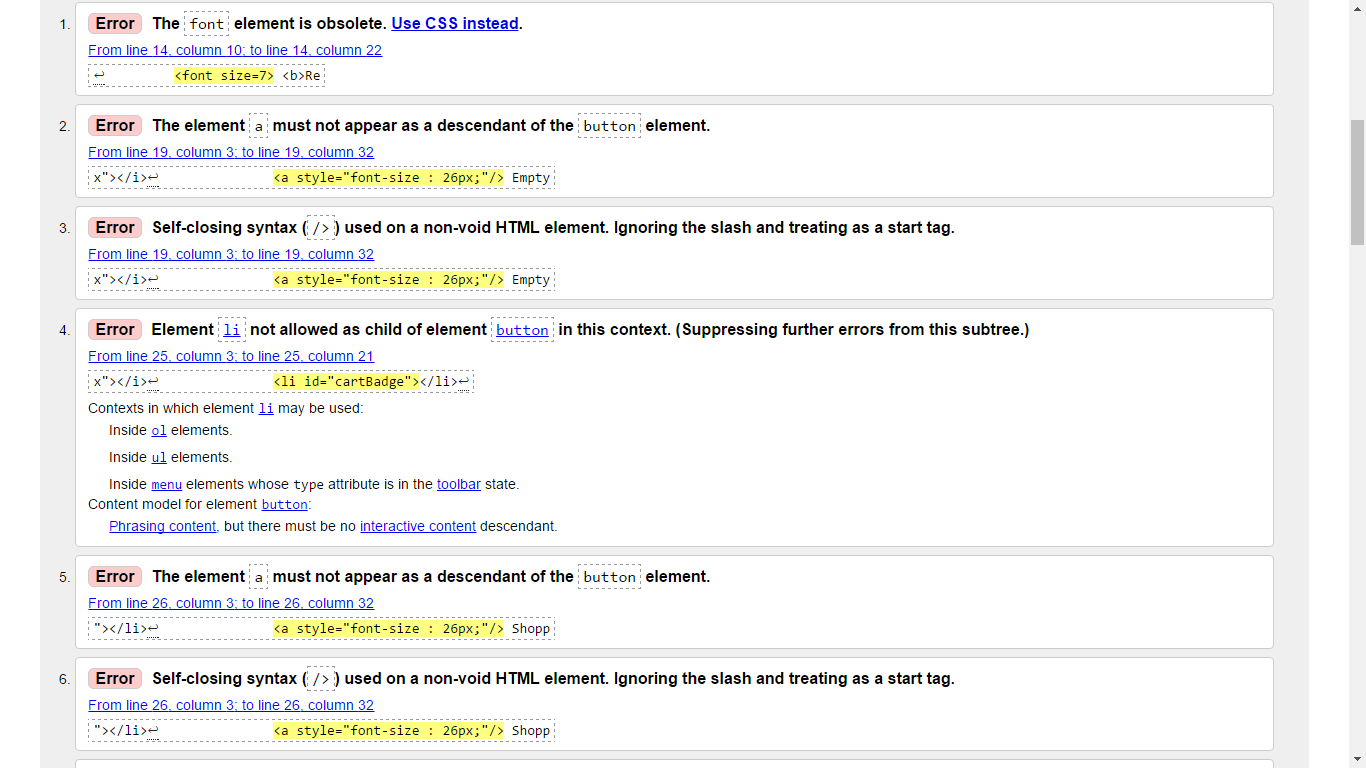 1. Error The font element is obsolete. Use CSS instead.
From line 14, column 10; to line 14, column 22
↩ <font size=7> <b>Re
2. Error The element a must not appear as a descendant of the button element.
From line 19, column 3; to line 19, column 32
x"></i>↩ <a style="font-size : 26px;"/> Empty
3. Error Self-closing syntax (/>) used on a non-void HTML element. Ignoring the slash and treating as a start tag.
From line 19, column 3; to line 19, column 32
x"></i>↩ <a style="font-size : 26px;"/> Empty
4. Error Element li not allowed as child of element button in this context. (Suppressing further errors from this subtree.)
From line 25, column 3; to line 25, column 21
x"></i>↩ <li id="cartBadge"></li>↩
Contexts in which element li may be used:
Inside ol elements.
Inside ul elements.
Inside menu elements whose type attribute is in the toolbar state.
Content model for element button:
Phrasing content, but there must be no interactive content descendant.
5. Error The element a must not appear as a descendant of the button element.
From line 26, column 3; to line 26, column 32
"></li>↩ <a style="font-size : 26px;"/> Shopp
6. Error Self-closing syntax (/>) used on a non-void HTML element. Ignoring the slash and treating as a start tag.
From line 26, column 3; to line 26, column 32
"></li>↩ <a style="font-size : 26px;"/> Shopp